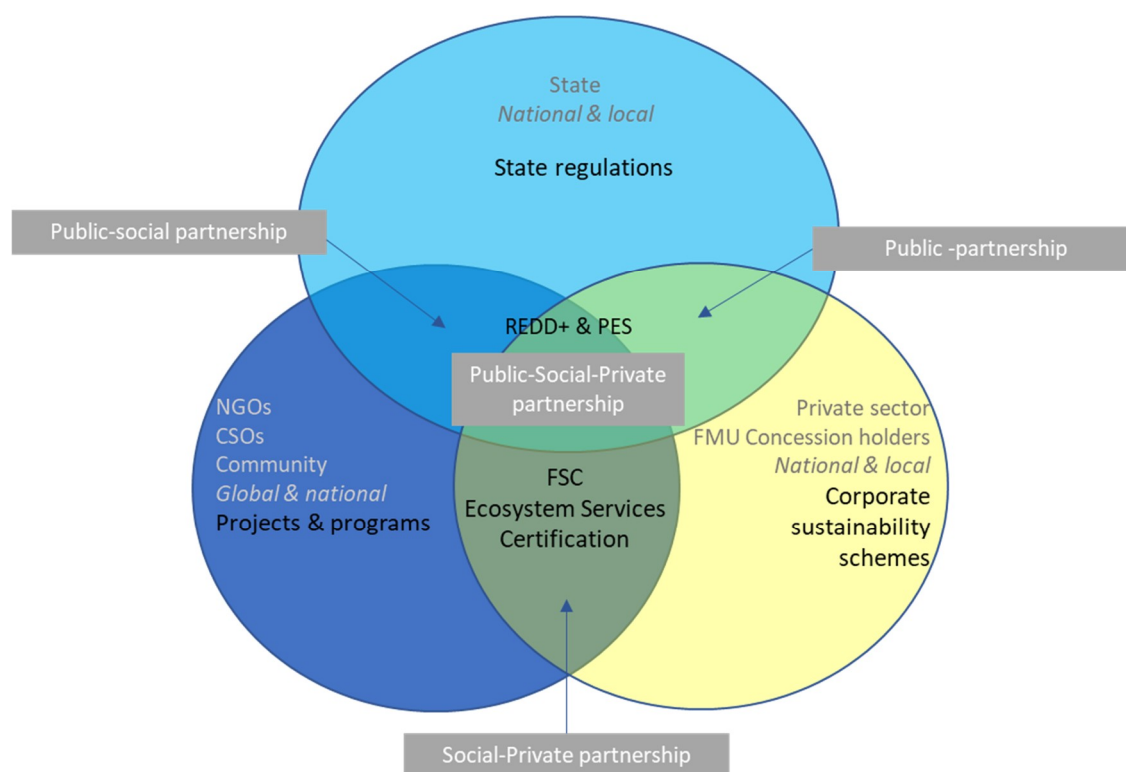 State
National & local
State regulations
Public-social partnership
Public -partnership
REDD+ & PES
Public-Social-Private
partnership
NGOs
CSOs
Community
Global & national
Projects & programs
Private sector
FMU Concession holders
National & local
Corporate
sustainability
schemes
FSC
Ecosystem Services
Certification
Social-Private partnership